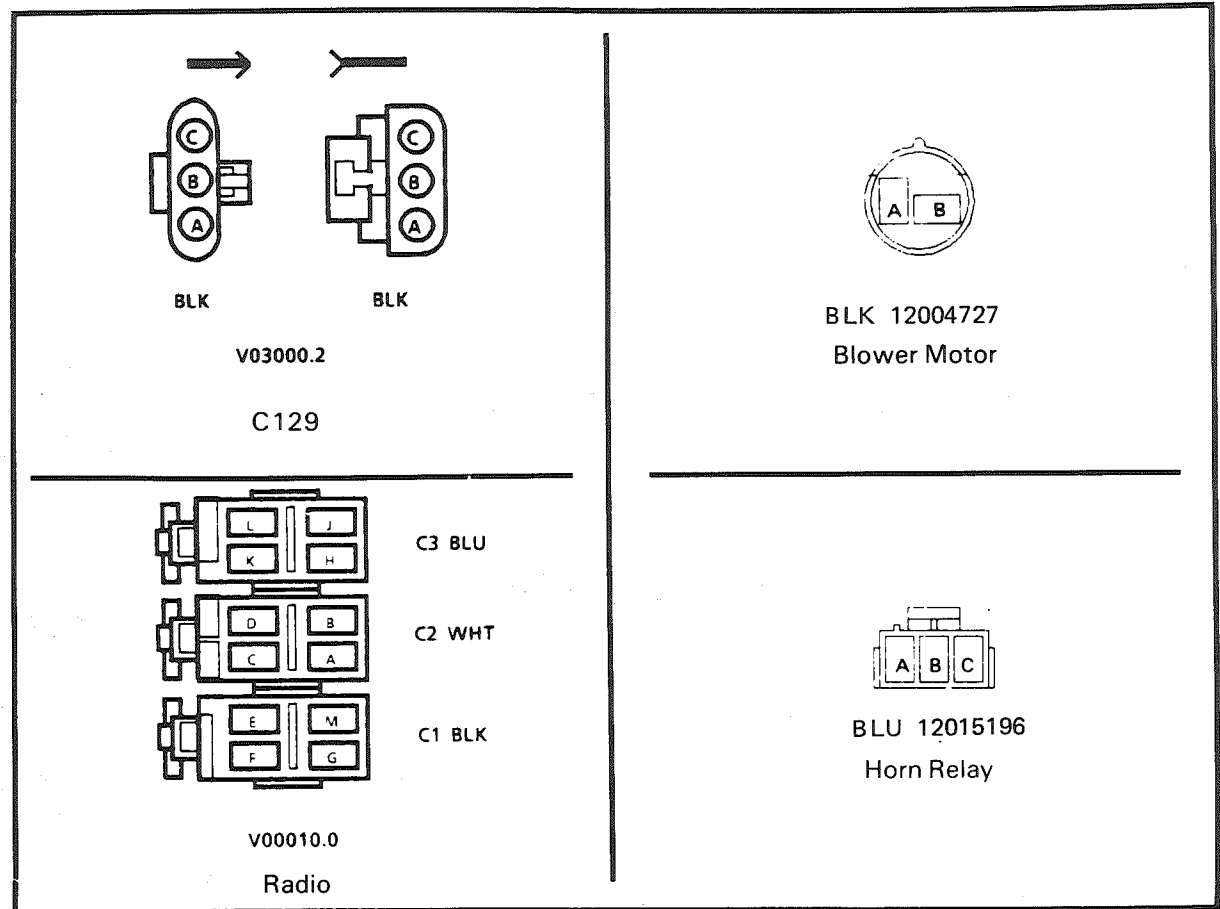 C C
B B
A A
BLK BLK
V03000.2
C129
A B
BLK 12004727
Blower Motor
L J
K H
C3 BLU
D B
C A
C2 WHT
E M
F G
C1 BLK
V00010.0
Radio
A B C
BLU 12015196
Horn Relay